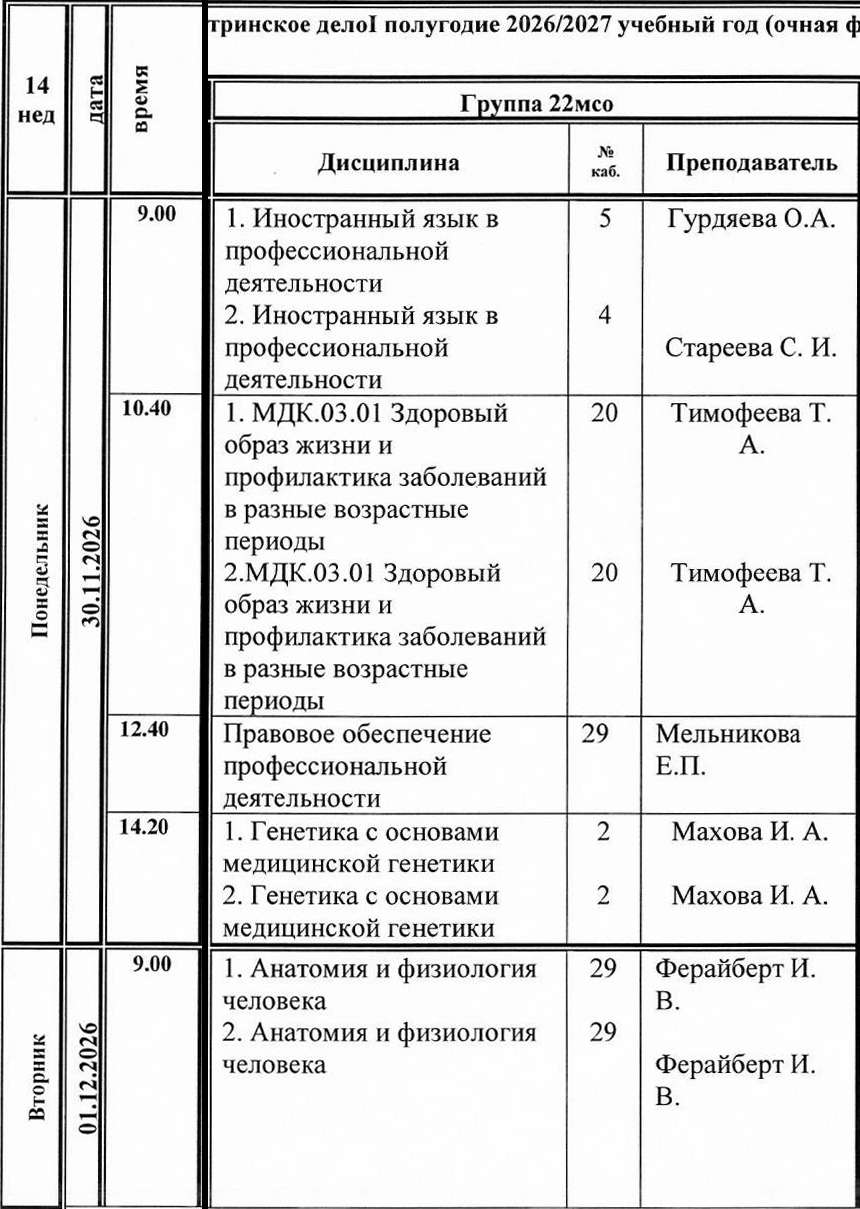 тринское делоI полугодие 2026/2027 учебный год (очная ф
14
нед
дата
время
Группа 22мсо
Дисциплина
№
каб.
Преподаватель
Понедельник
30.11.2026
9.00
1. Иностранный язык в
профессиональной
деятельности
2. Иностранный язык в
профессиональной
деятельности
5
4
Гурдяева О.А.
Стареева С. И.
10.40
1. МДК.03.01 Здоровый
образ жизни и
профилактика заболеваний
в разные возрастные
периоды
2.МДК.03.01 Здоровый
образ жизни и
профилактика заболеваний
в разные возрастные
периоды
20
20
Тимофеева Т.
А.
Тимофеева Т.
А.
12.40
Правовое обеспечение
профессиональной
деятельности
29
Мельникова
Е.П.
14.20
1. Генетика с основами
медицинской генетики
2. Генетика с основами
медицинской генетики
2
2
Махова И. А.
Махова И. А.
Вторник
01.12.2026
9.00
1. Анатомия и физиология
человека
2. Анатомия и физиология
человека
29
29
Ферайберт И.
В.
Ферайберт И.
В.